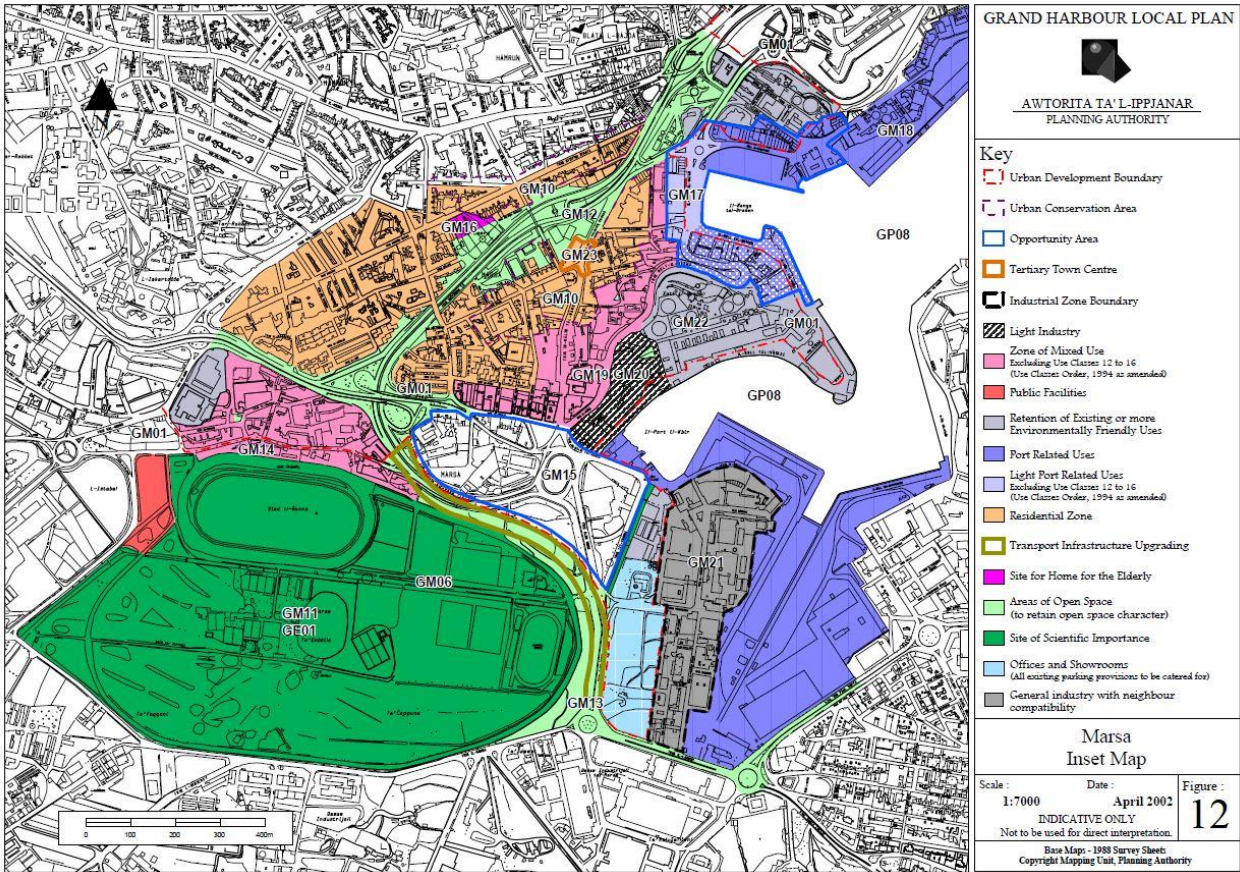 GRAND HARBOUR LOCAL PLAN
AWTORITA TA' L-IPPJANAR
PLANNING AUTHORITY
Key
Urban Development Boundary
Urban Conservation Area
Opportunity Area
Tertiary Town Centre
Industrial Zone Boundary
Light Industry
Zone of Mixed Use
Excluding Use Classes 12 to 16
(Use Classes Order, 1994 as amended)
Public Facilities
Retention of Existing or more
Environmentally Friendly Uses
Port Related Uses
Light Port Related Uses
Excluding Use Classes 12 to 16
(Use Classes Order, 1994 as amended)
Residential Zone
Transport Infrastructure Upgrading
Site for Home for the Elderly
Areas of Open Space
(to retain open space character)
Site of Scientific Importance
Offices and Showrooms
(All existing parking provisions to be catered for)
General industry with neighbour
compatibility
Marsa
Inset Map
Scale :
1:7000
Date :
April 2002
INDICATIVE ONLY
Not to be used for direct interpretation.
Figure :
12
Base Maps - 1988 Survey Sheets
Copyright Mapping Unit, Planning Authority
BLATA L-BAJDA
HAMRUN
GM01
GM18
GM10
GM12
GM16
GM17
GM23
GP08
GM10
GM22
GM01
GM19
GM20
GM01
GP08
Il-Port il-Kbir
GM01
GM14
MARSA
GM15
L-Istabal
GM06
GM21
GM11
GE01
GM13
0 100 200 300 400m